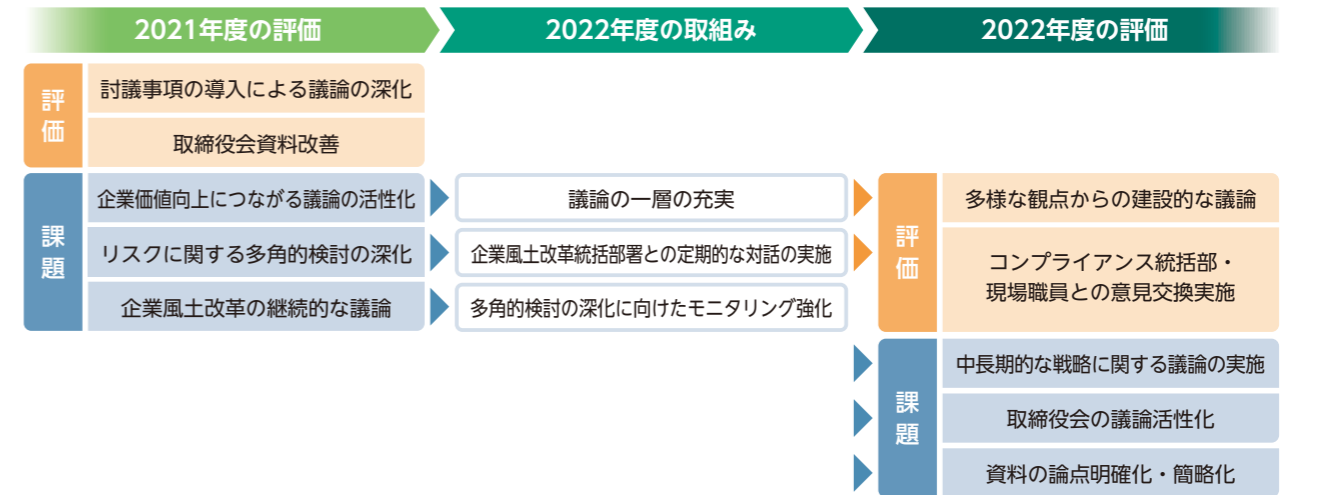 2021年度の評価
2022年度の取組み
2022年度の評価
評価
討議事項の導入による議論の深化
取締役会資料改善
課題
企業価値向上につながる議論の活性化
リスクに関する多角的検討の深化
企業風土改革の継続的な議論
議論の一層の充実
企業風土改革統括部署との定期的な対話の実施
多角的検討の深化に向けたモニタリング強化
評価
多様な観点からの建設的な議論
コンプライアンス統括部・
現場職員との意見交換実施
課題
中長期的な戦略に関する議論の実施
取締役会の議論活性化
資料の論点明確化・簡略化